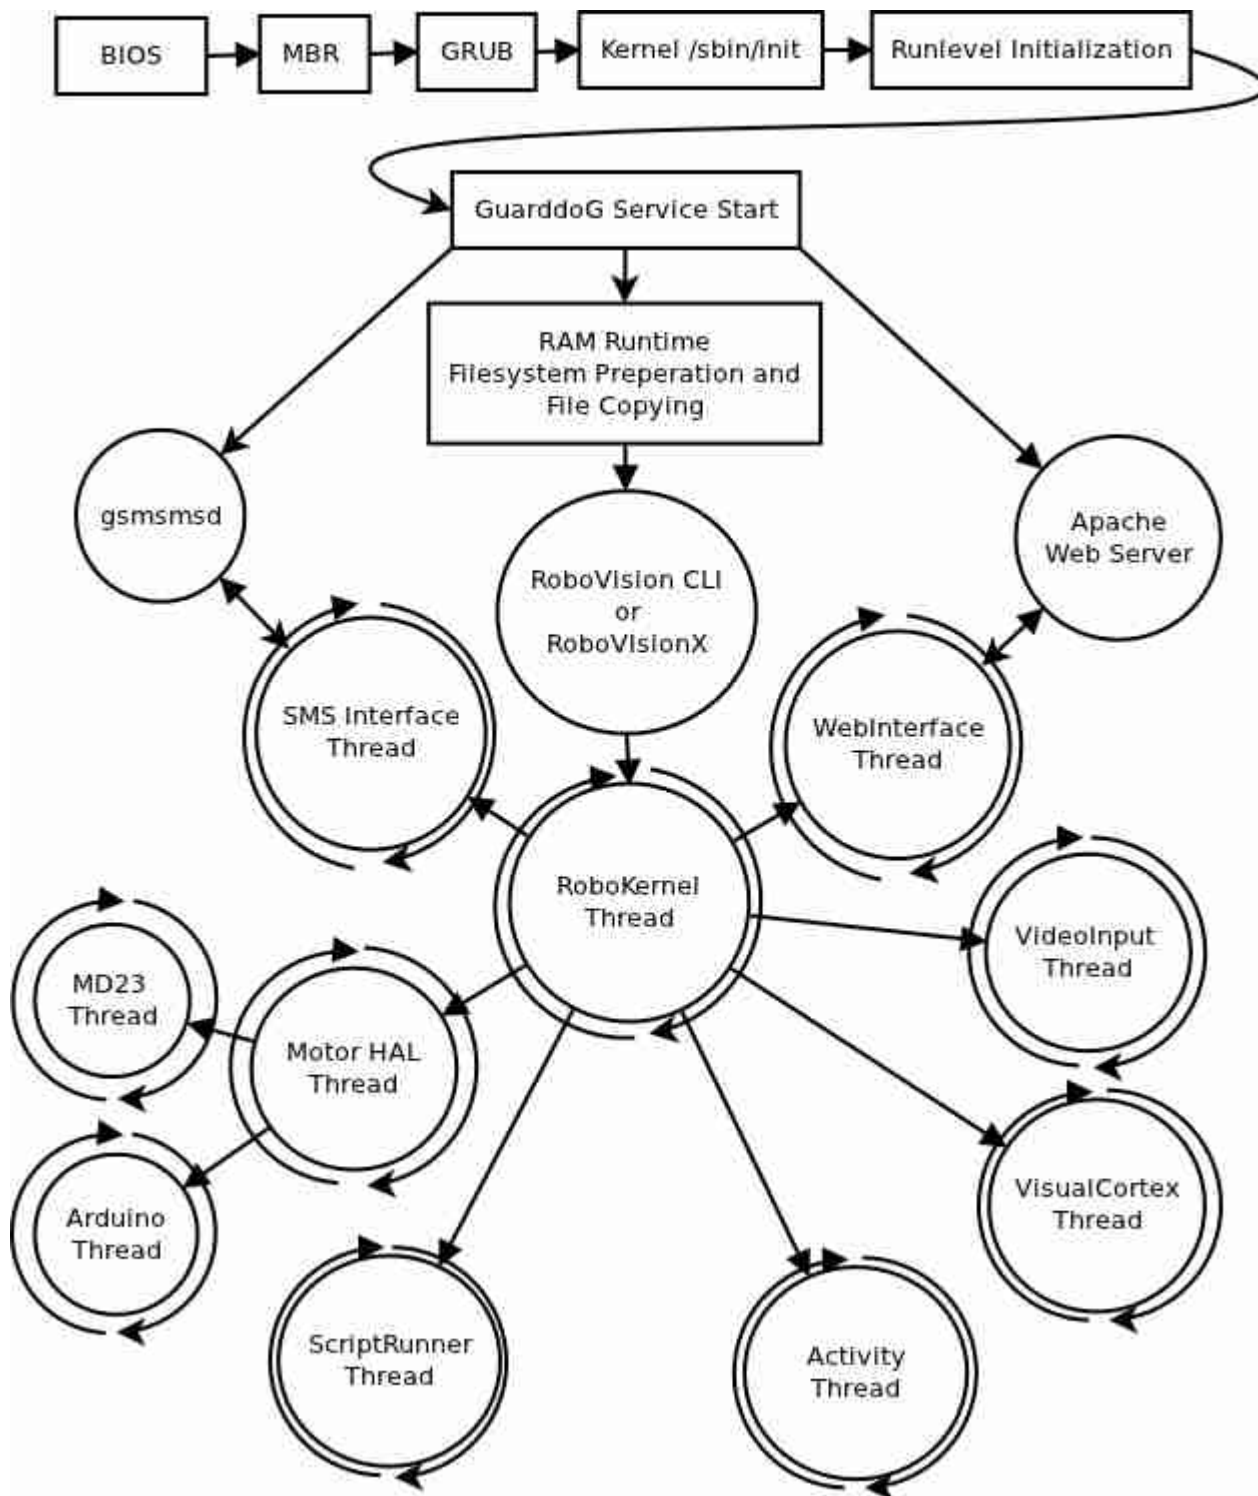 BIOS
MBR
GRUB
Kernel /sbin/init
Runlevel Initialization
GuarddoG Service Start
RAM Runtime
Filesystem Preperation and
File Copying
gsmsmsd
Apache
Web Server
RoboVision CLI
or
RoboVisionX
SMS Interface
Thread
WebInterface
Thread
RoboKernel
Thread
VideoInput
Thread
MD23
Thread
Motor HAL
Thread
VisualCortex
Thread
Arduino
Thread
ScriptRunner
Thread
Activity
Thread